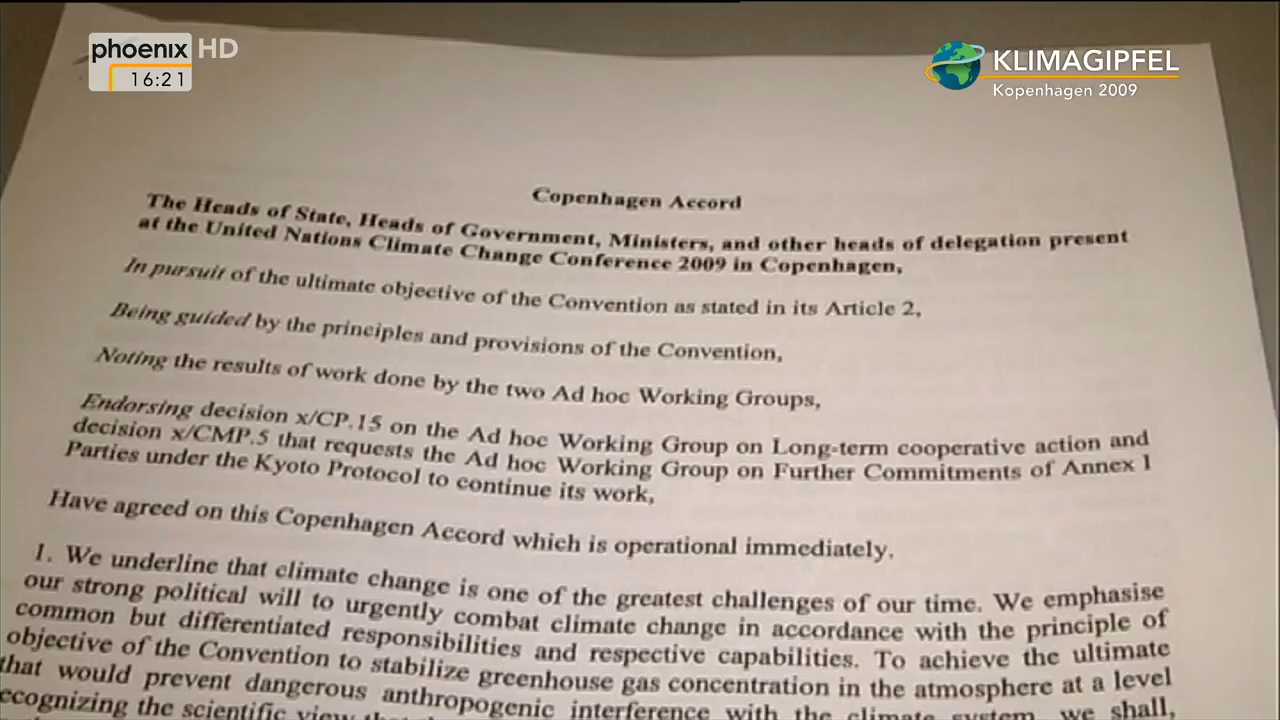 phoenix HD
16:21
KLIMAGIPFEL
Kopenhagen 2009
Copenhagen Accord
The Heads of State, Heads of Government, Ministers, and other heads of delegation present
at the United Nations Climate Change Conference 2009 in Copenhagen,
In pursuit of the ultimate objective of the Convention as stated in its Article 2,
Being guided by the principles and provisions of the Convention,
Noting the results of work done by the two Ad hoc Working Groups,
Endorsing decision x/CP.15 on the Ad hoc Working Group on Long-term cooperative action and
decision x/CMP.5 that requests the Ad hoc Working Group on Further Commitments of Annex I
Parties under the Kyoto Protocol to continue its work,
Have agreed on this Copenhagen Accord which is operational immediately.
1. We underline that climate change is one of the greatest challenges of our time. We emphasise
our strong political will to urgently combat climate change in accordance with the principle of
common but differentiated responsibilities and respective capabilities. To achieve the ultimate
objective of the Convention to stabilize greenhouse gas concentration in the atmosphere at a level
that would prevent dangerous anthropogenic interference with the climate system, we shall,
ecognizing the scientific view that